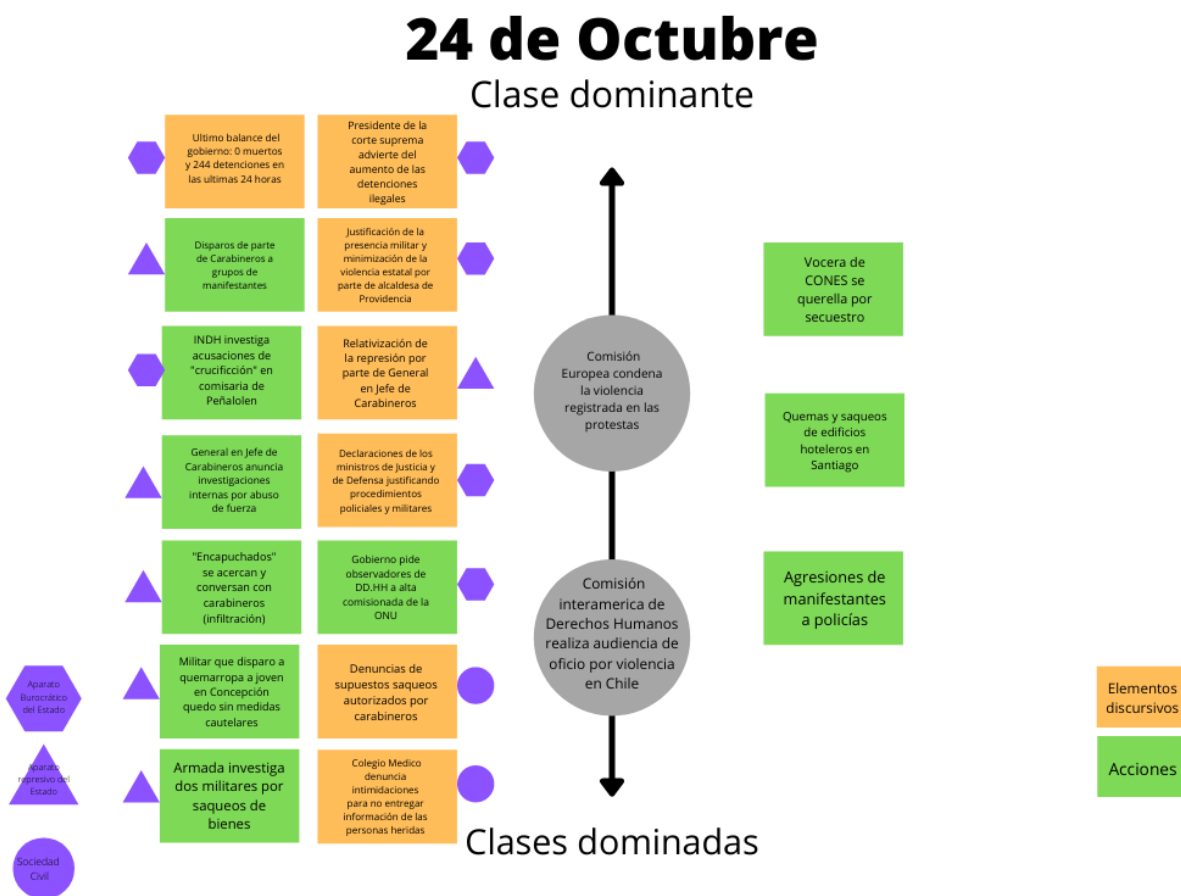 24 de Octubre
Clase dominante
Ultimo balance del
gobierno: 0 muertos
y 244 detenciones en
las ultimas 24 horas
Presidente de la
corte suprema
advierte del
aumento de las
detenciones
ilegales
Disparos de parte
de Carabineros a
grupos de
manifestantes
Justificación de la
presencia militar y
minimización de la
violencia estatal por
parte de alcaldesa de
Providencia
Vocera de
CONES se
querella por
secuestro
INDH investiga
acusaciones de
"crucificción" en
comisaria de
Peñalolen
Relativización de
la represión por
parte de General
en Jefe de
Carabineros
Comisión
Europea condena
la violencia
registrada en las
protestas
Quemas y saqueos
de edificios
hoteleros en
Santiago
General en Jefe de
Carabineros anuncia
investigaciones
internas por abuso
de fuerza
Declaraciones de los
ministros de Justicia y
de Defensa justificando
procedimientos
policiales y militares
"Encapuchados"
se acercan y
conversan con
carabineros
(infiltración)
Gobierno pide
observadores de
DD.HH a alta
comisionada de la
ONU
Comisión
interamerica de
Derechos Humanos
realiza audiencia de
oficio por violencia
en Chile
Agresiones de
manifestantes
a policías
Militar que disparo a
quemarropa a joven
en Concepción
quedo sin medidas
cautelares
Denuncias de
supuestos saqueos
autorizados por
carabineros
Armada investiga
dos militares por
saqueos de
bienes
Colegio Medico
denuncia
intimidaciones
para no entregar
información de las
personas heridas
Clases dominadas
Aparato
Burocrático
del Estado
Aparato
represivo del
Estado
Sociedad
Civil
Elementos
discursivos
Acciones